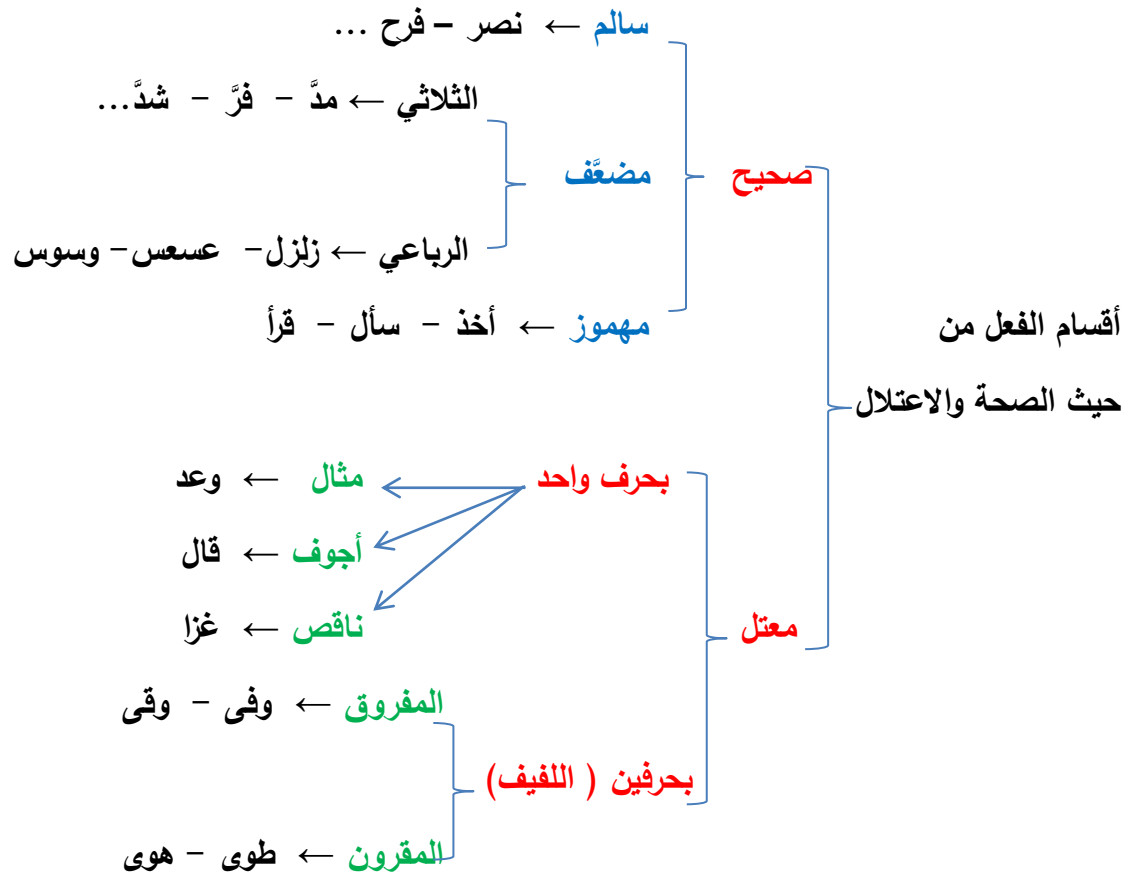 سالم ← نصر – فرح ...
الثلاثي ← مدَّ - فرَّ - شدَّ...
صحيح
مضعَّف
الرباعي ← زلزل- عسعس- وسوس
مهموز ← أخذ - سأل - قرأ
أقسام الفعل من
حيث الصحة والاعتلال
بحرف واحد
مثال ← وعد
أجوف ← قال
ناقص ← غزا
معتل
المفروق ← وفى - وقى
بحرفين ( اللفيف)
المقرون ← طوى - هوى